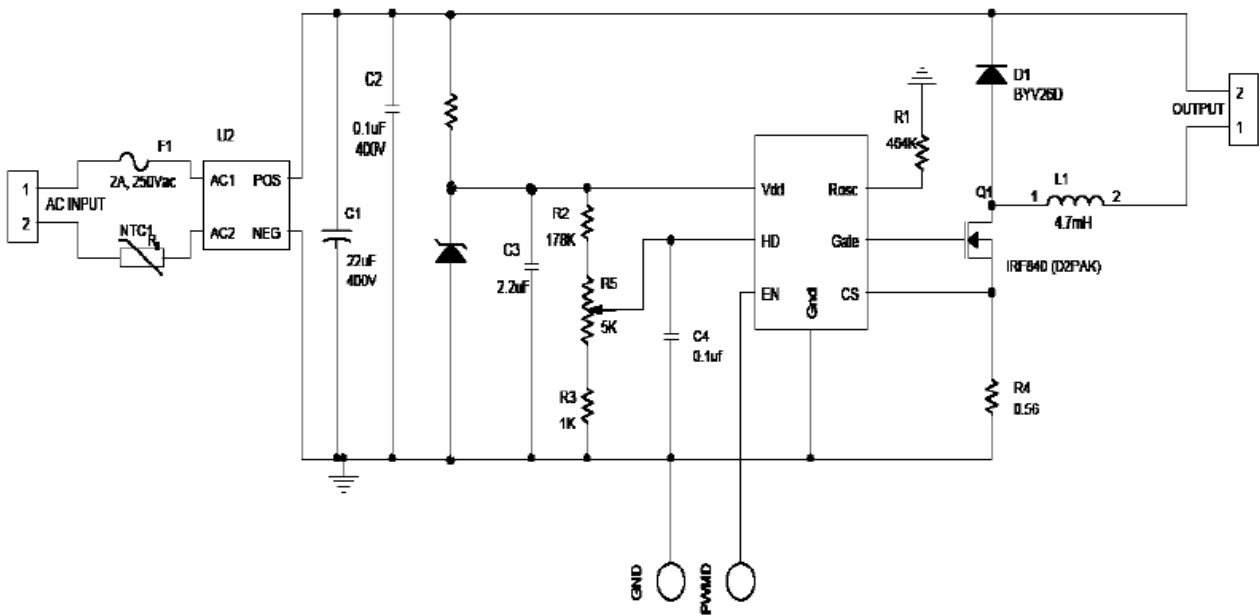 C2
0.1uF
400V
D1
BYV26D
2
OUTPUT
1
R1
464K
F1
U2
2A, 250Vac
1
AC INPUT
2
AC1
POS
AC2
NEG
NTC1
C1
22uF
400V
C3
2.2uF
R2
178K
R5
5K
R3
1K
C4
0.1uf
Vdd
Rosc
HD
Gate
EN
CS
Gnd
Q1
1
L1
2
4.7mH
IRF840 (D2PAK)
R4
0.56
GND
PWMD